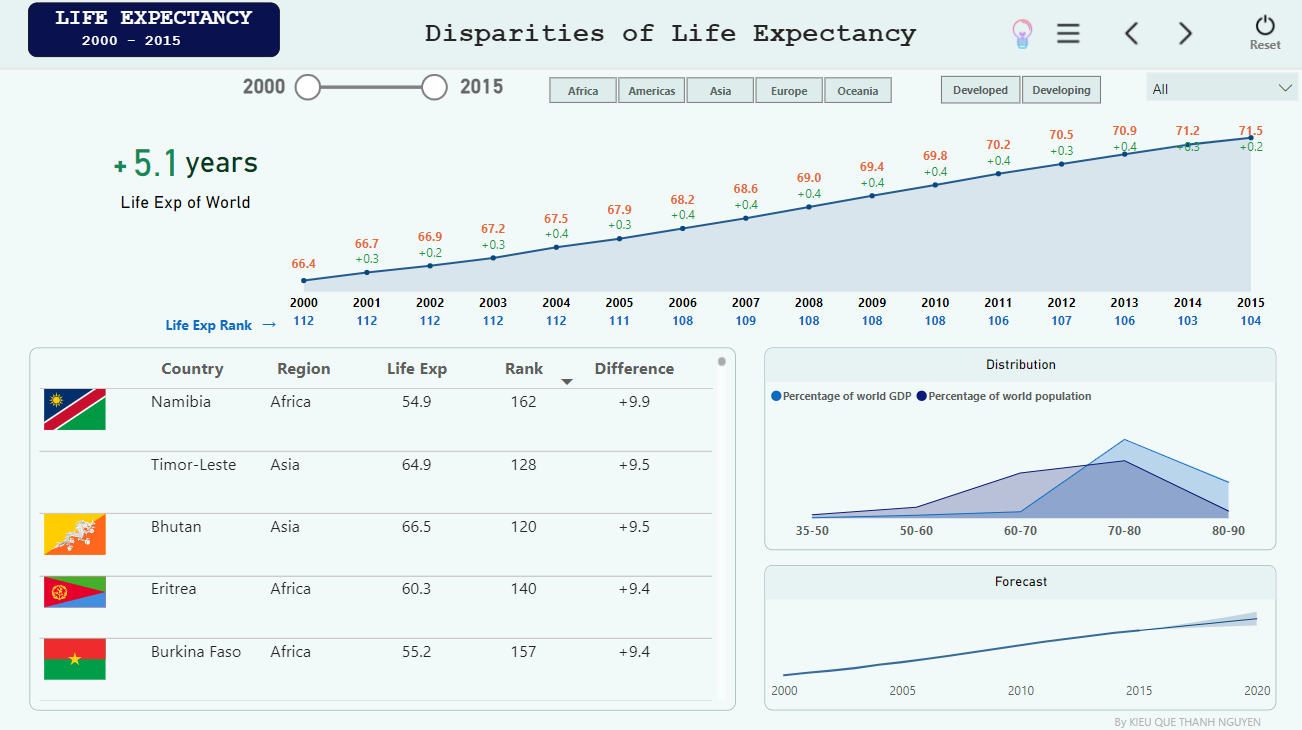 LIFE EXPECTANCY
2000 - 2015
Disparities of Life Expectancy
Reset
2000 2015
Africa Americas Asia Europe Oceania
Developed Developing
All
+ 5.1 years
Life Exp of World
66.4 66.7 66.9 67.2 67.5 67.9 68.2 68.6 69.0 69.4 69.8 70.2 70.5 70.9 71.2 71.5
+0.3 +0.2 +0.3 +0.4 +0.3 +0.4 +0.4 +0.4 +0.4 +0.4 +0.4 +0.3 +0.4 +0.3 +0.2
2000 2001 2002 2003 2004 2005 2006 2007 2008 2009 2010 2011 2012 2013 2014 2015
Life Exp Rank → 112 112 112 112 112 111 108 109 108 108 108 106 107 106 103 104
Country Region Life Exp Rank Difference
Namibia Africa 54.9 162 +9.9
Timor-Leste Asia 64.9 128 +9.5
Bhutan Asia 66.5 120 +9.5
Eritrea Africa 60.3 140 +9.4
Burkina Faso Africa 55.2 157 +9.4
Distribution
Percentage of world GDP Percentage of world population
35-50 50-60 60-70 70-80 80-90
Forecast
2000 2005 2010 2015 2020
By KIEU QUE THANH NGUYEN